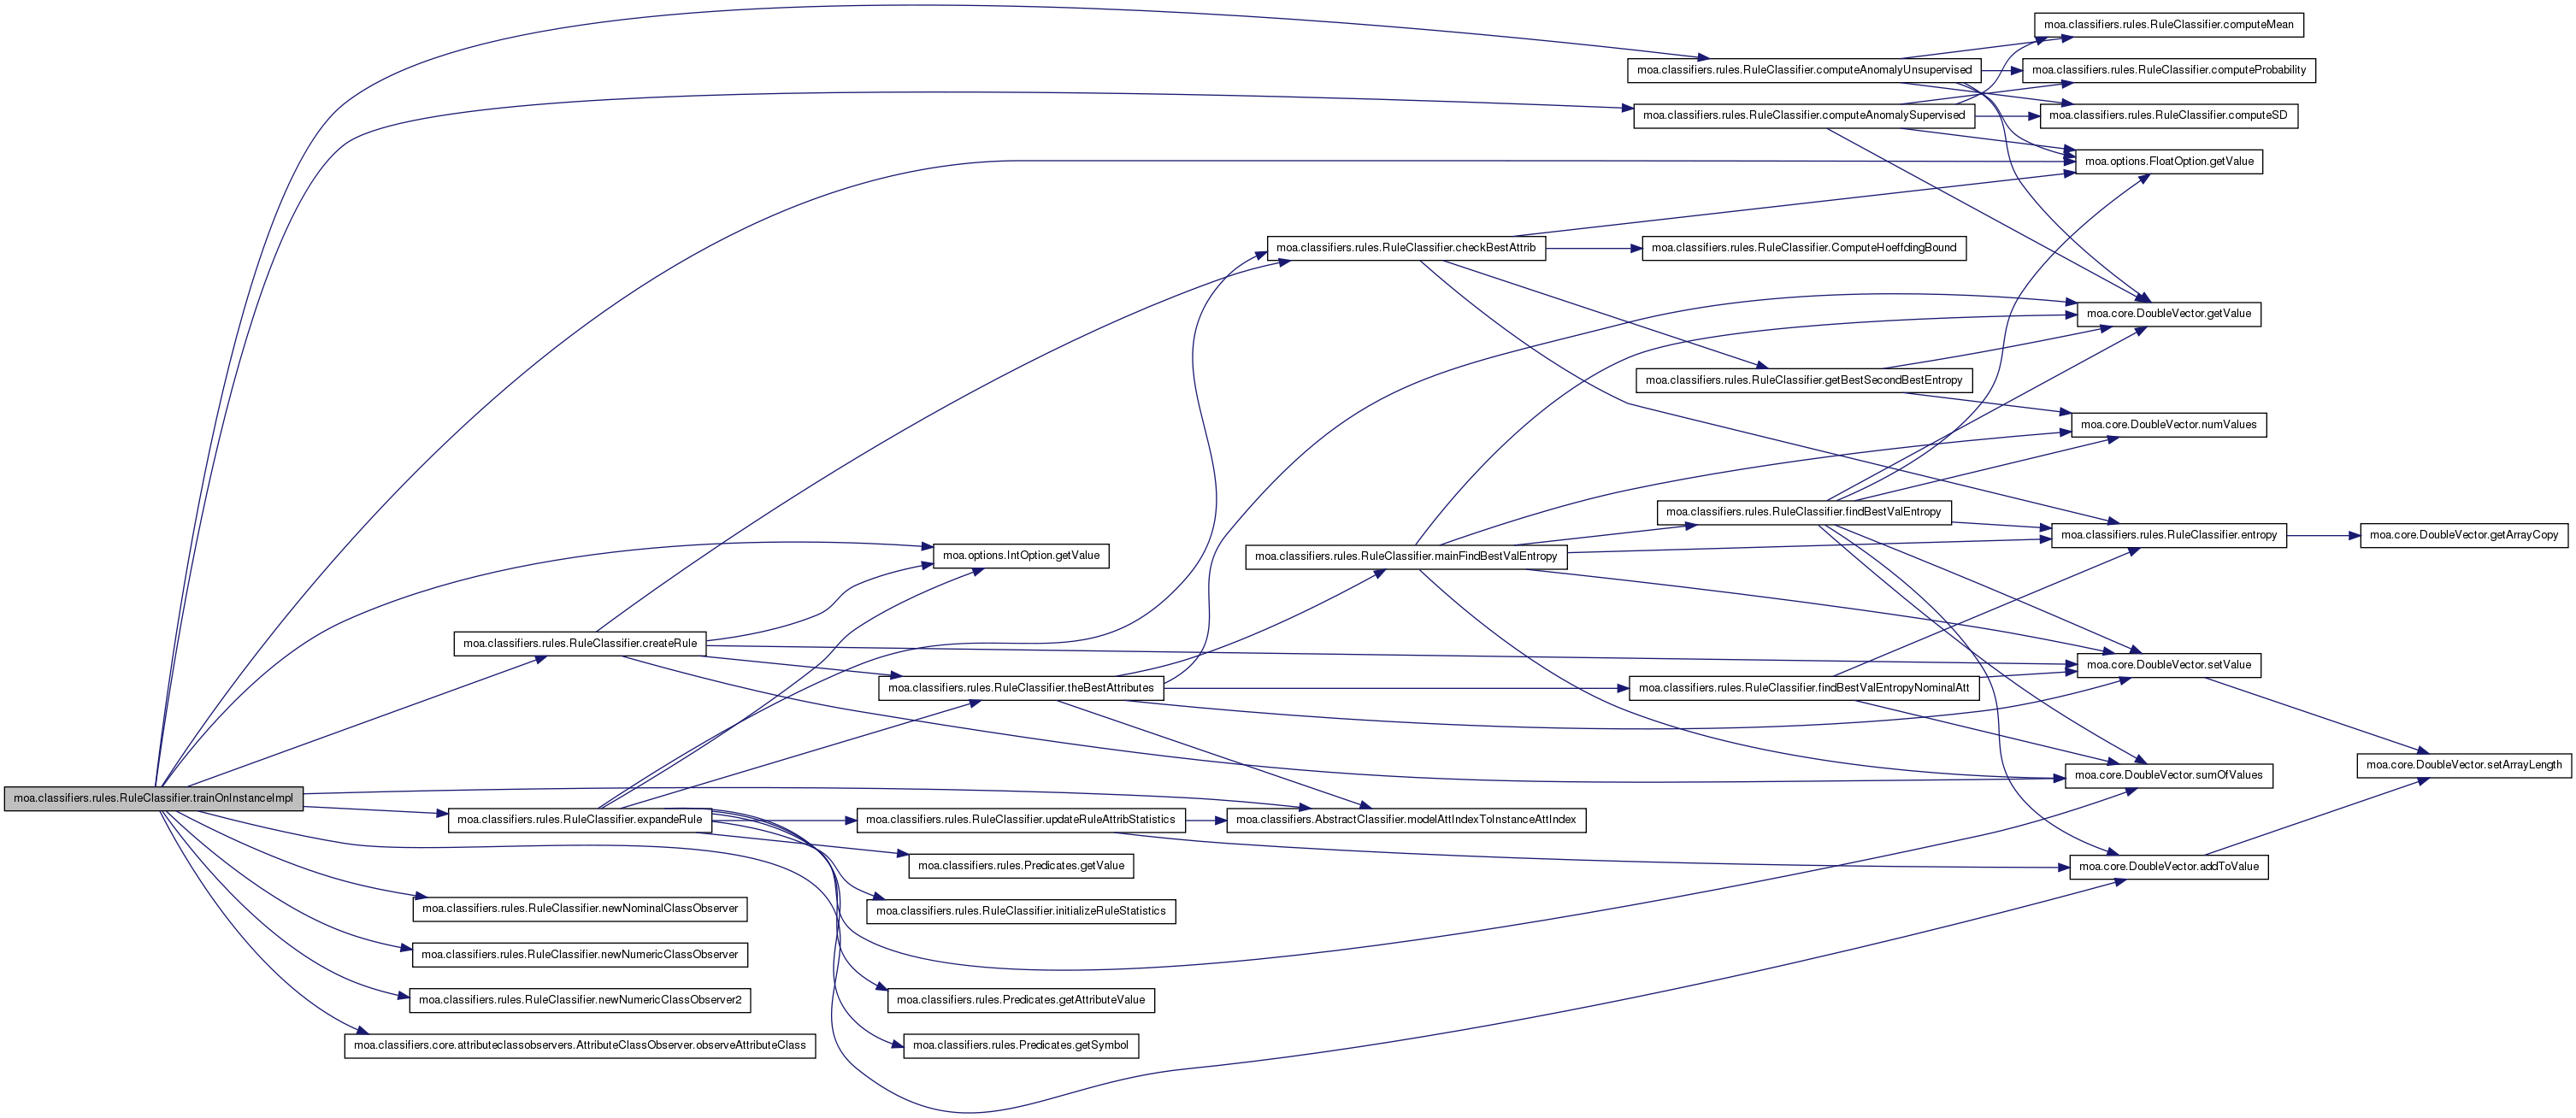 moa.classifiers.rules.RuleClassifier.computeMean
moa.classifiers.rules.RuleClassifier.computeAnomalyUnsupervised
moa.classifiers.rules.RuleClassifier.computeProbability
moa.classifiers.rules.RuleClassifier.computeAnomalySupervised
moa.classifiers.rules.RuleClassifier.computeSD
moa.options.FloatOption.getValue
moa.classifiers.rules.RuleClassifier.checkBestAttrib
moa.classifiers.rules.RuleClassifier.ComputeHoeffdingBound
moa.core.DoubleVector.getValue
moa.classifiers.rules.RuleClassifier.getBestSecondBestEntropy
moa.core.DoubleVector.numValues
moa.classifiers.rules.RuleClassifier.findBestValEntropy
moa.classifiers.rules.RuleClassifier.entropy
moa.core.DoubleVector.getArrayCopy
moa.options.IntOption.getValue
moa.classifiers.rules.RuleClassifier.mainFindBestValEntropy
moa.classifiers.rules.RuleClassifier.createRule
moa.core.DoubleVector.setValue
moa.classifiers.rules.RuleClassifier.theBestAttributes
moa.classifiers.rules.RuleClassifier.findBestValEntropyNominalAtt
moa.core.DoubleVector.setArrayLength
moa.core.DoubleVector.sumOfValues
moa.classifiers.rules.RuleClassifier.trainOnInstanceImpl
moa.classifiers.rules.RuleClassifier.expandeRule
moa.classifiers.rules.RuleClassifier.updateRuleAttribStatistics
moa.classifiers.AbstractClassifier.modelAttIndexToInstanceAttIndex
moa.classifiers.rules.Predicates.getValue
moa.core.DoubleVector.addToValue
moa.classifiers.rules.RuleClassifier.newNominalClassObserver
moa.classifiers.rules.RuleClassifier.initializeRuleStatistics
moa.classifiers.rules.RuleClassifier.newNumericClassObserver
moa.classifiers.rules.RuleClassifier.newNumericClassObserver2
moa.classifiers.rules.Predicates.getAttributeValue
moa.classifiers.core.attributeclassobservers.AttributeClassObserver.observeAttributeClass
moa.classifiers.rules.Predicates.getSymbol